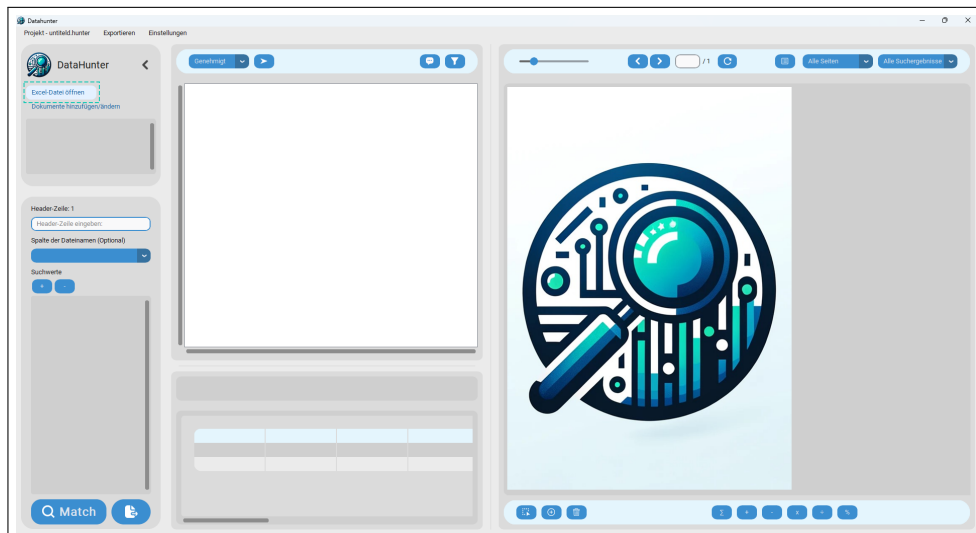 Datahunter
Projekt - untiteld.hunter Exportieren Einstellungen
DataHunter
Excel-Datei öffnen
Dokumente hinzufügen/ändern
Header-Zeile: 1
Header-Zeile eingeben:
Spalte der Dateinamen (Optional)
Suchwerte
+ -
Match
Genehmigt
/ 1
Alle Seiten
Alle Suchergebnisse
Σ + - x ÷ %